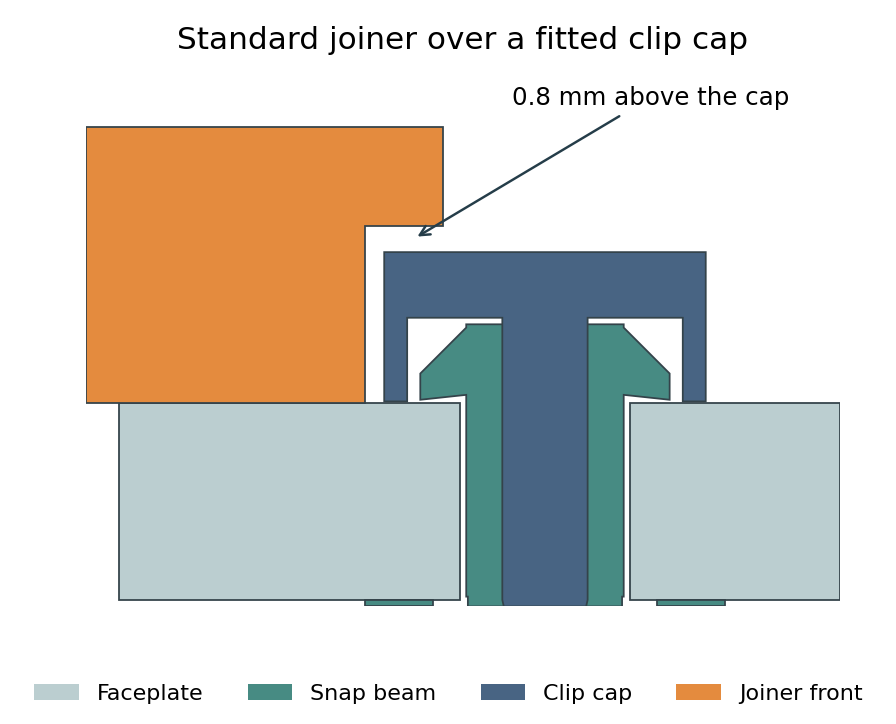 Standard joiner over a fitted clip cap
0.8 mm above the cap
Faceplate
Snap beam
Clip cap
Joiner front